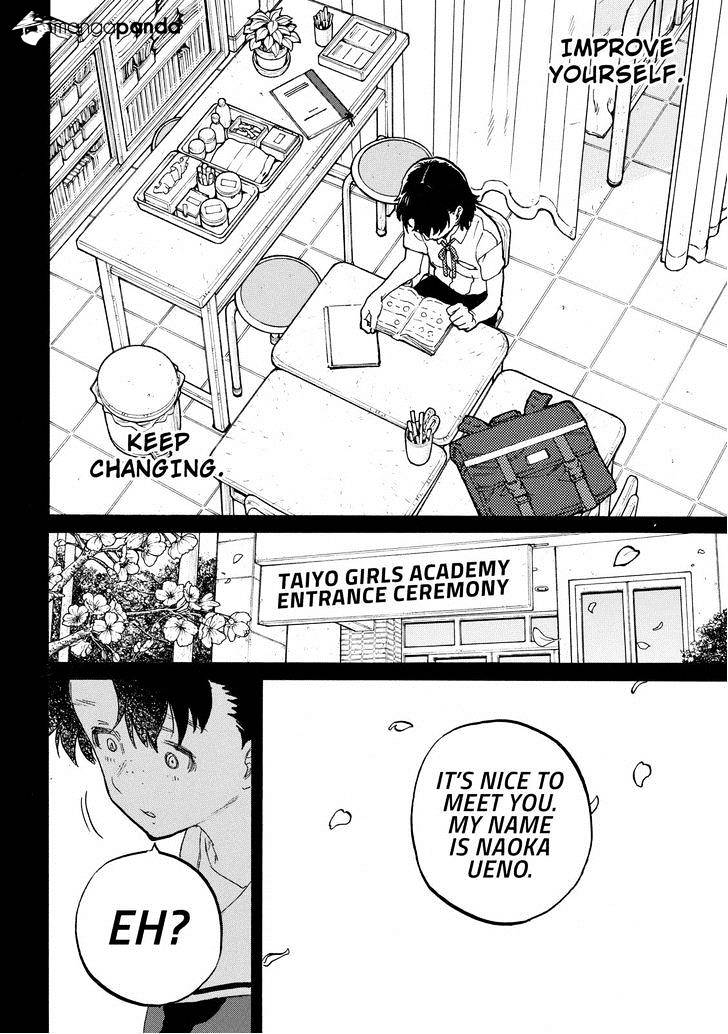 mangapanda
IMPROVE
YOURSELF.
KEEP
CHANGING.
TAIYO GIRLS ACADEMY
ENTRANCE CEREMONY
IT'S NICE TO
MEET YOU.
MY NAME
IS NAOKA
UENO.
EH?